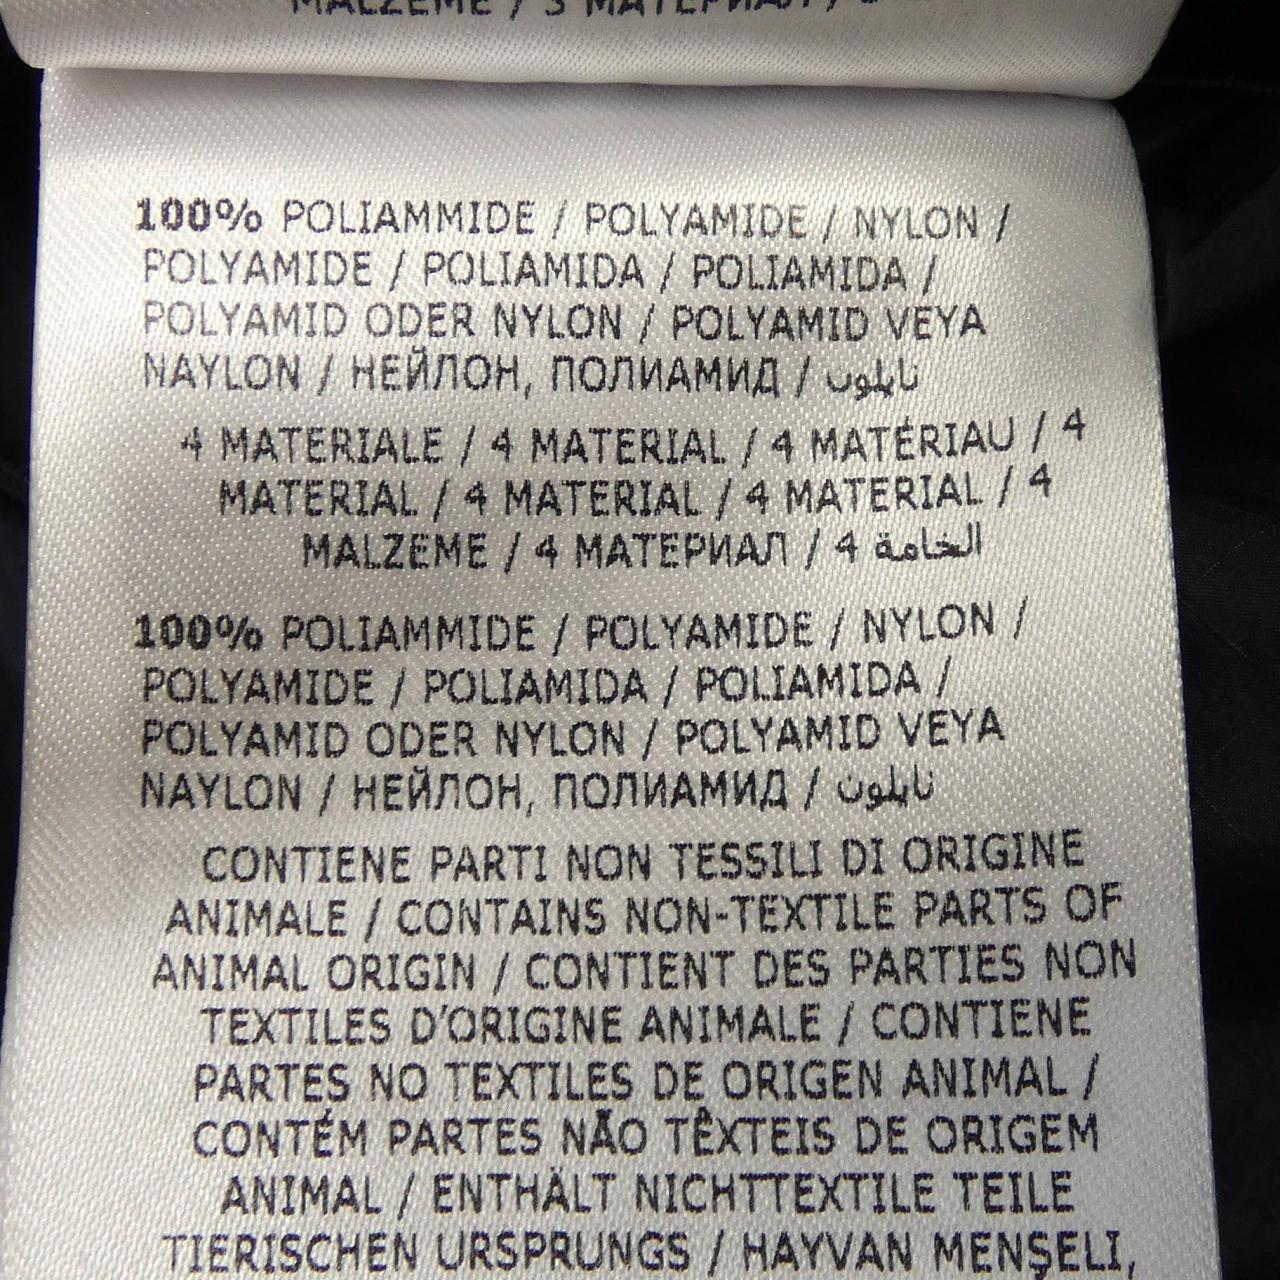 MALZEME / 3 МАТЕРИАЛ /
100% POLIAMMIDE / POLYAMIDE / NYLON /
POLYAMIDE / POLIAMIDA / POLIAMIDA /
POLYAMID ODER NYLON / POLYAMID VEYA
NAYLON / НЕЙЛОН, ПОЛИАМИД / نايلون
4 MATERIALE / 4 MATERIAL / 4 MATÉRIAU / 4
MATERIAL / 4 MATERIAL / 4 MATERIAL / 4
MALZEME / 4 МАТЕРИАЛ / 4 الخامة
100% POLIAMMIDE / POLYAMIDE / NYLON /
POLYAMIDE / POLIAMIDA / POLIAMIDA /
POLYAMID ODER NYLON / POLYAMID VEYA
NAYLON / НЕЙЛОН, ПОЛИАМИД / نايلون
CONTIENE PARTI NON TESSILI DI ORIGINE
ANIMALE / CONTAINS NON-TEXTILE PARTS OF
ANIMAL ORIGIN / CONTIENT DES PARTIES NON
TEXTILES D'ORIGINE ANIMALE / CONTIENE
PARTES NO TEXTILES DE ORIGEN ANIMAL /
CONTÉM PARTES NÃO TÊXTEIS DE ORIGEM
ANIMAL / ENTHÄLT NICHTTEXTILE TEILE
TIERISCHEN URSPRUNGS / HAYVAN MENŞELI,